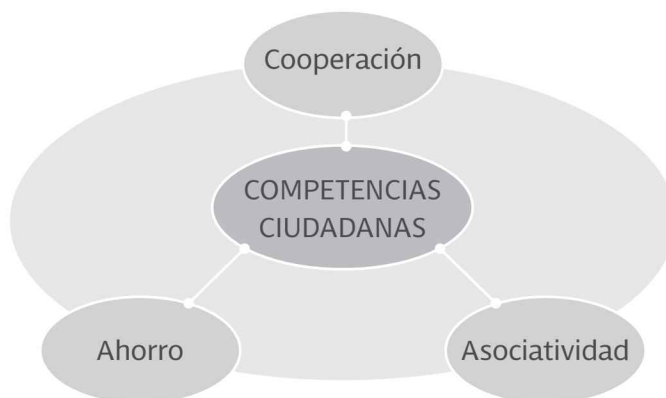 Cooperación
COMPETENCIAS
CIUDADANAS
Ahorro
Asociatividad